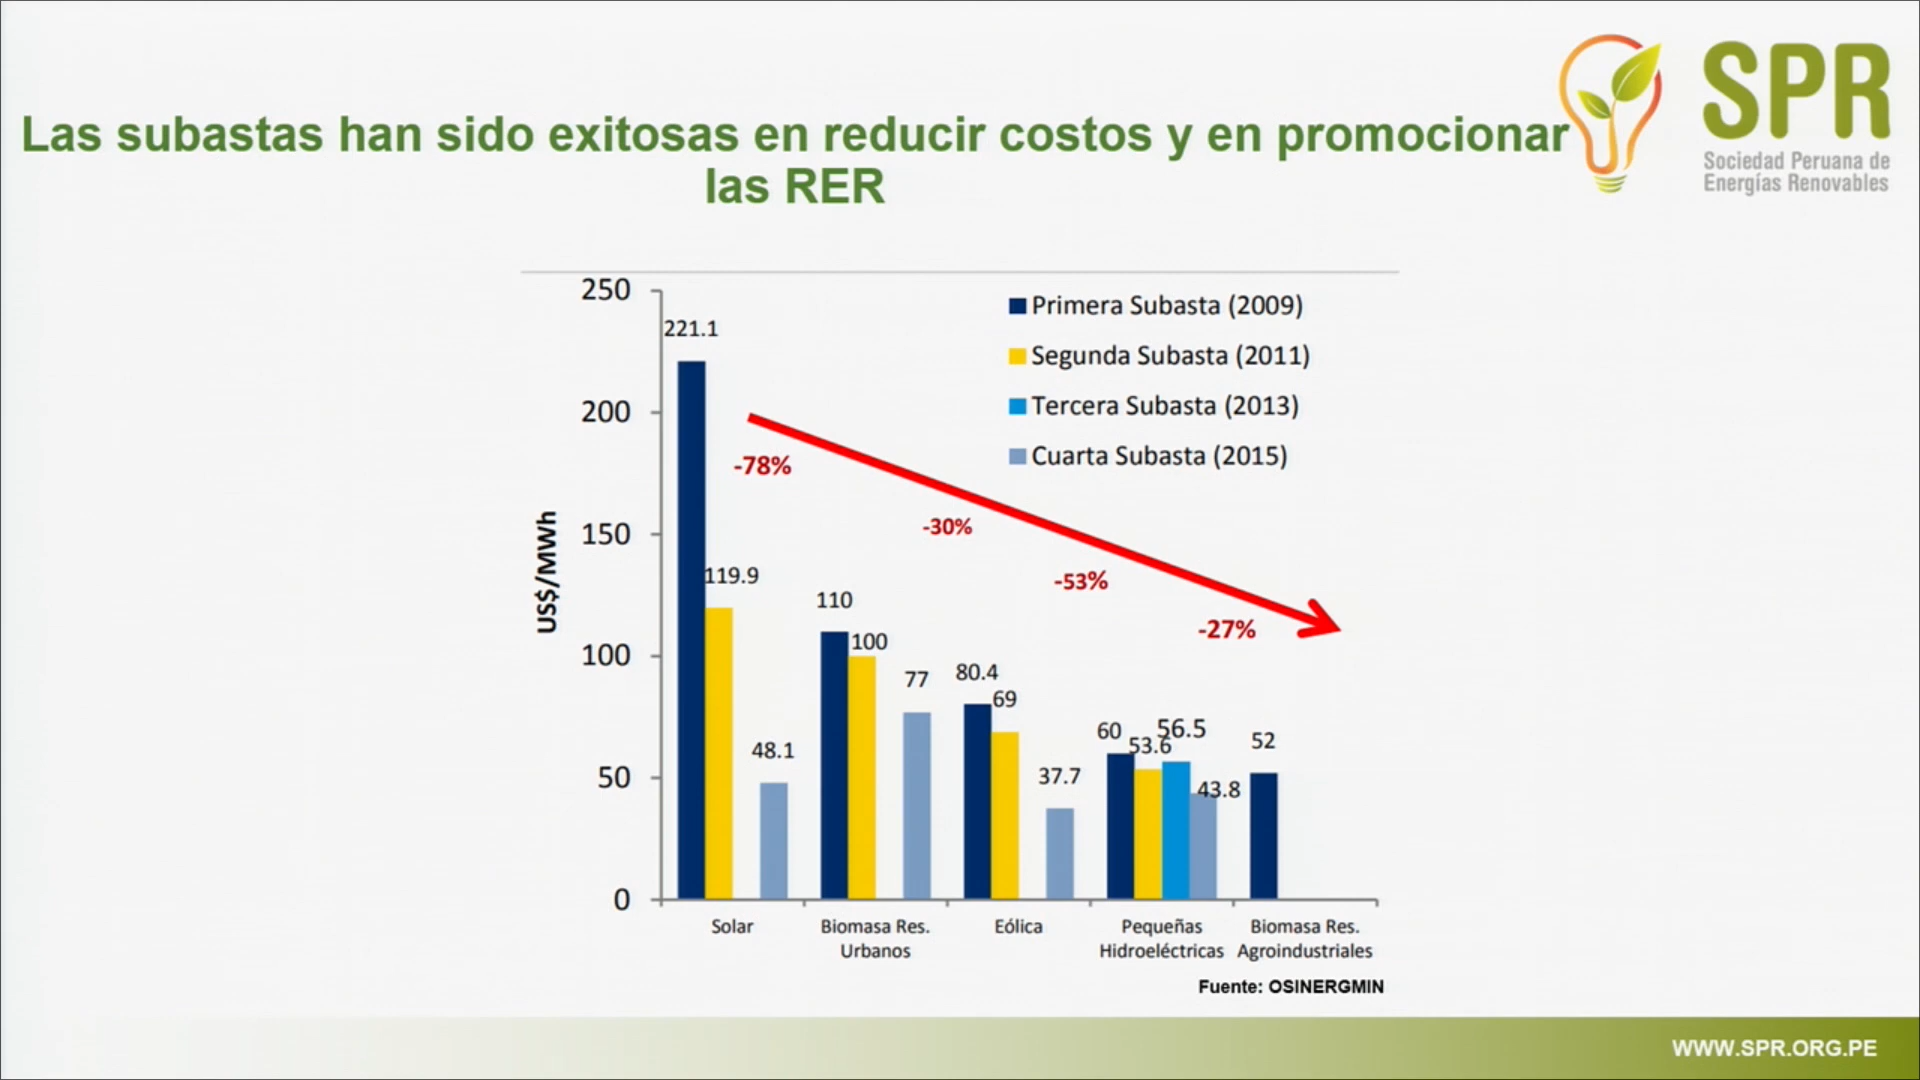 Las subastas han sido exitosas en reducir costos y en promocionar
las RER
SPR
Sociedad Peruana de
Energías Renovables
250
200
150
100
50
0
US$/MWh
Primera Subasta (2009)
Segunda Subasta (2011)
Tercera Subasta (2013)
Cuarta Subasta (2015)
221.1
119.9
48.1
110
100
77
80.4
69
37.7
60
53.6
56.5
43.8
52
-78%
-30%
-53%
-27%
Solar
Biomasa Res.
Urbanos
Eólica
Pequeñas
Hidroeléctricas
Biomasa Res.
Agroindustriales
Fuente: OSINERGMIN
WWW.SPR.ORG.PE